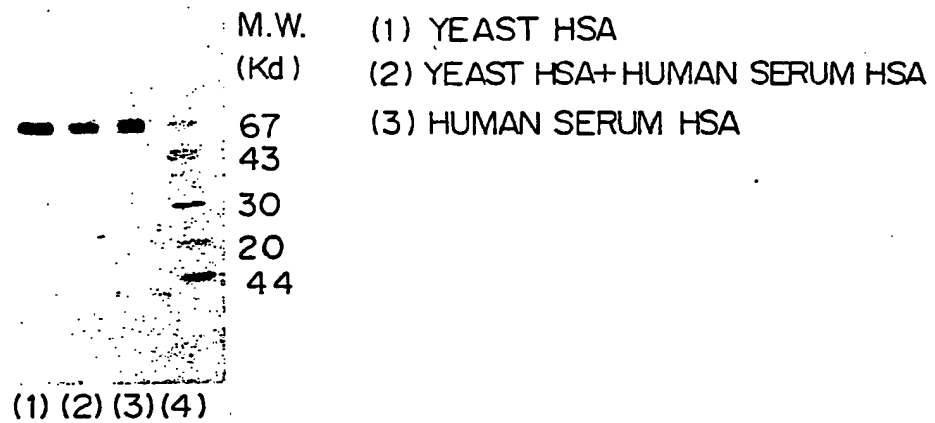 M.W.
(Kd)
67
43
30
20
44
(1) YEAST HSA
(2) YEAST HSA+HUMAN SERUM HSA
(3) HUMAN SERUM HSA
(1) (2) (3) (4)